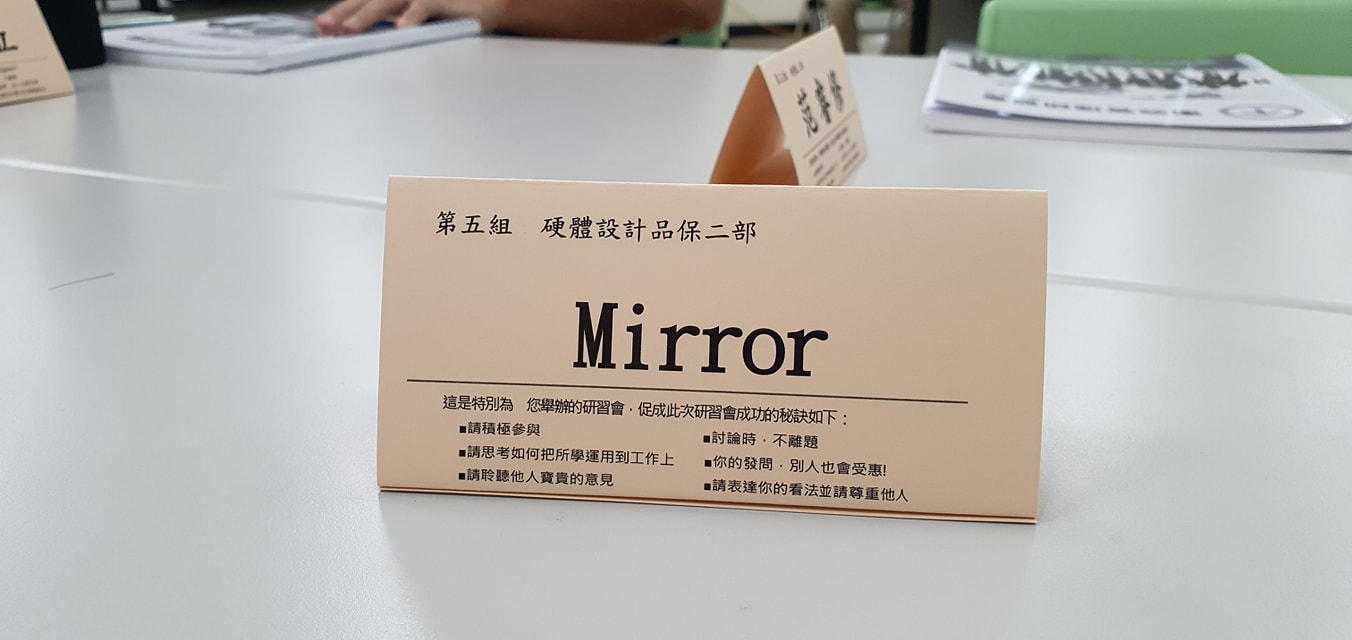 第五組　硬體設計品保二部
Mirror
這是特別為　您舉辦的研習會，促成此次研習會成功的秘訣如下：
■請積極參與
■請思考如何把所學運用到工作上
■請聆聽他人寶貴的意見
■討論時，不離題
■你的發問，別人也會受惠!
■請表達你的看法並請尊重他人